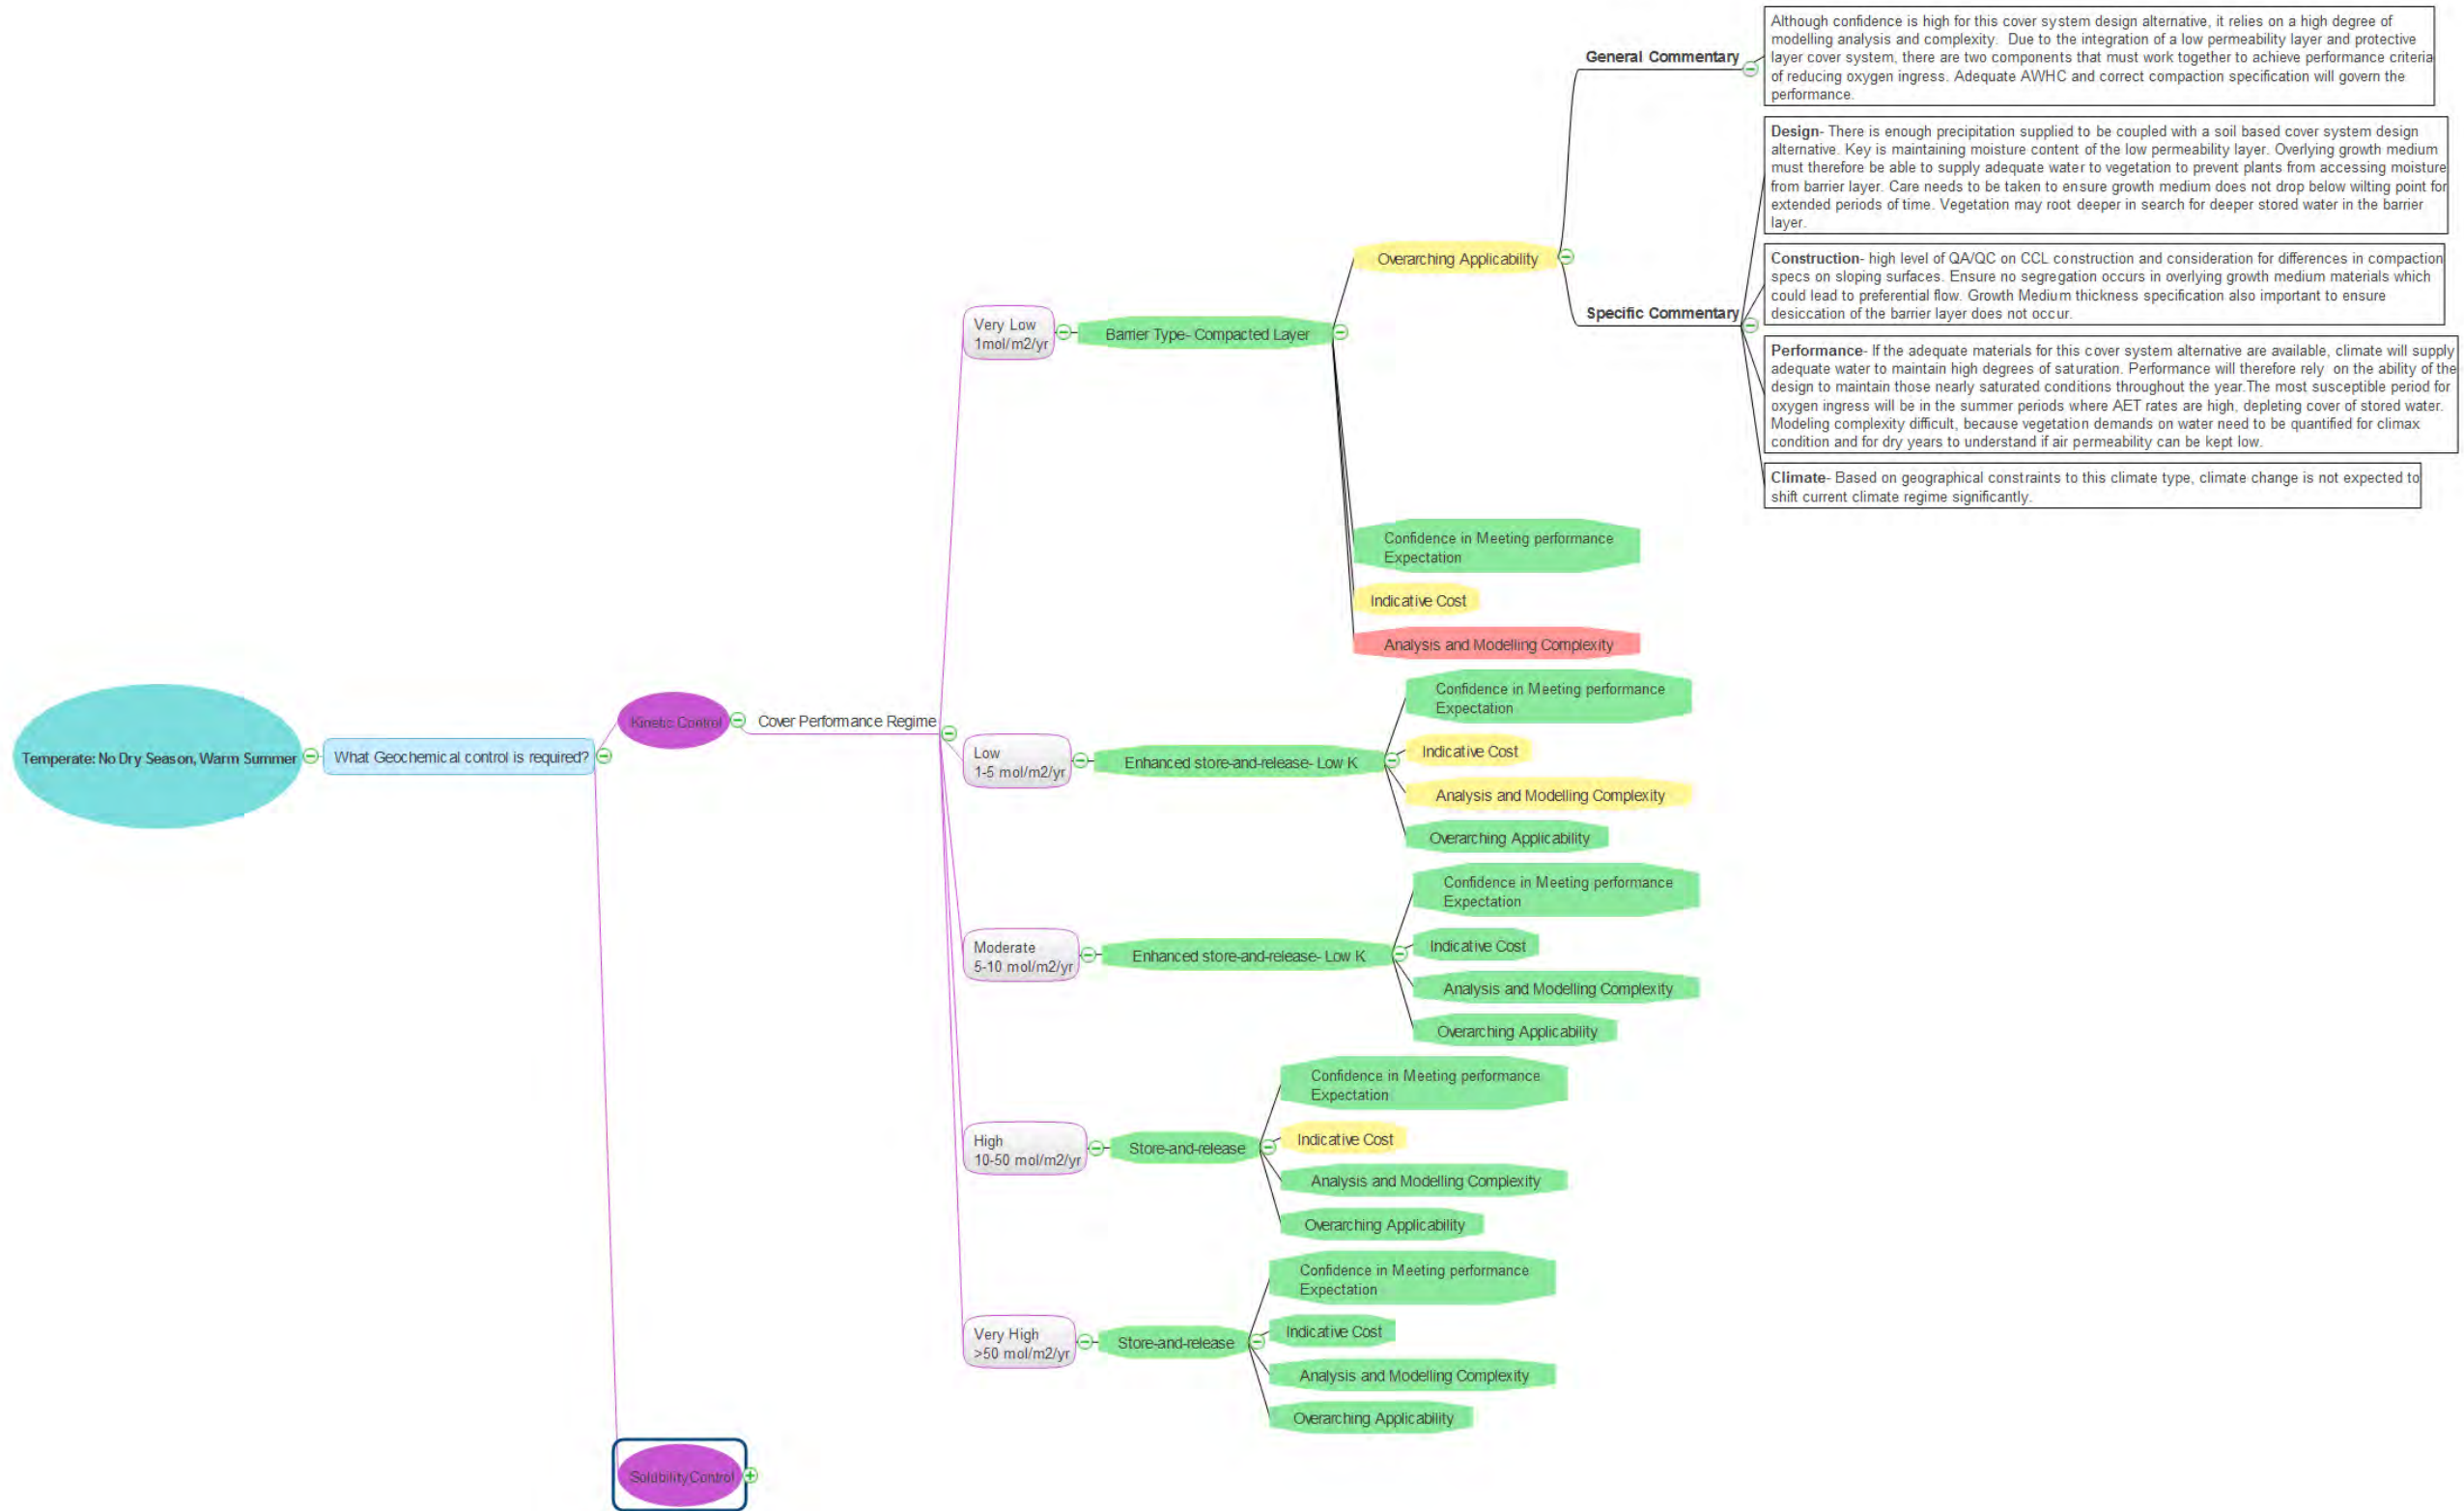 Although confidence is high for this cover system design alternative, it relies on a high degree of
modelling analysis and complexity.  Due to the integration of a low permeability layer and protective
layer cover system, there are two components that must work together to achieve performance criteria
of reducing oxygen ingress. Adequate AWHC and correct compaction specification will govern the
performance.
General Commentary
Design- There is enough precipitation supplied to be coupled with a soil based cover system design
alternative. Key is maintaining moisture content of the low permeability layer. Overlying growth medium
must therefore be able to supply adequate water to vegetation to prevent plants from accessing moisture
from barrier layer. Care needs to be taken to ensure growth medium does not drop below wilting point for
extended periods of time. Vegetation may root deeper in search for deeper stored water in the barrier
layer.
Overarching Applicability
Construction- high level of QA/QC on CCL construction and consideration for differences in compaction
specs on sloping surfaces. Ensure no segregation occurs in overlying growth medium materials which
could lead to preferential flow. Growth Medium thickness specification also important to ensure
desiccation of the barrier layer does not occur.
Specific Commentary
Performance- If the adequate materials for this cover system alternative are available, climate will supply
adequate water to maintain high degrees of saturation. Performance will therefore rely  on the ability of the
design to maintain those nearly saturated conditions throughout the year.The most susceptible period for
oxygen ingress will be in the summer periods where AET rates are high, depleting cover of stored water.
Modeling complexity difficult, because vegetation demands on water need to be quantified for climax
condition and for dry years to understand if air permeability can be kept low.
Climate- Based on geographical constraints to this climate type, climate change is not expected to
shift current climate regime significantly.
Very Low
1mol/m2/yr
Barrier Type- Compacted Layer
Confidence in Meeting performance
Expectation
Indicative Cost
Analysis and Modelling Complexity
Temperate: No Dry Season, Warm Summer
What Geochemical control is required?
Kinetic Control
Cover Performance Regime
Low
1-5 mol/m2/yr
Enhanced store-and-release- Low K
Confidence in Meeting performance
Expectation
Indicative Cost
Analysis and Modelling Complexity
Overarching Applicability
Moderate
5-10 mol/m2/yr
Enhanced store-and-release- Low K
Confidence in Meeting performance
Expectation
Indicative Cost
Analysis and Modelling Complexity
Overarching Applicability
High
10-50 mol/m2/yr
Store-and-release
Confidence in Meeting performance
Expectation
Indicative Cost
Analysis and Modelling Complexity
Overarching Applicability
Very High
>50 mol/m2/yr
Store-and-release
Confidence in Meeting performance
Expectation
Indicative Cost
Analysis and Modelling Complexity
Overarching Applicability
Solubility Control